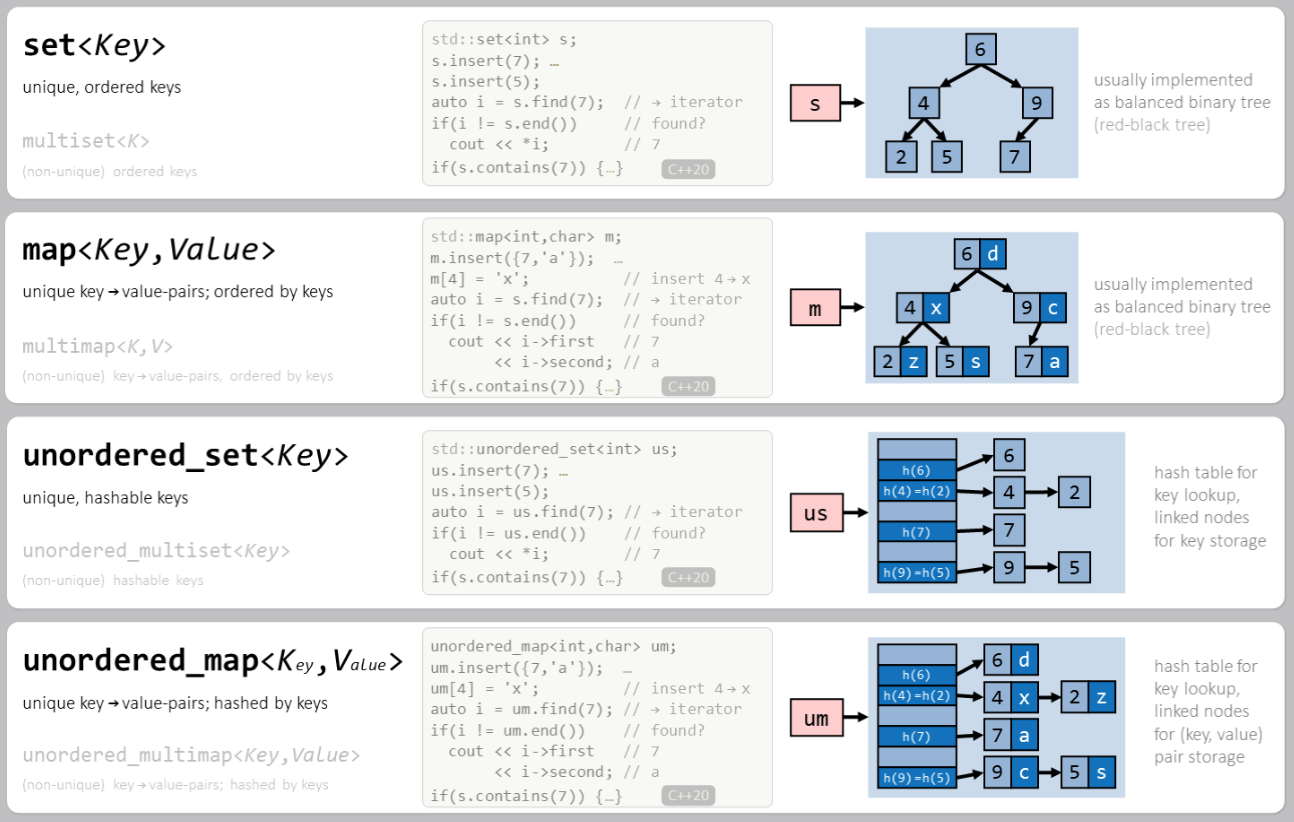 set<Key>
unique, ordered keys
multiset<K>
(non-unique) ordered keys
std::set<int> s;
s.insert(7); …
s.insert(5);
auto i = s.find(7);  // → iterator
if(i != s.end())     // found?
  cout << *i;        // 7
if(s.contains(7)) {…}    C++20
s
6
4 9
2 5 7
usually implemented
as balanced binary tree
(red-black tree)
map<Key,Value>
unique key → value-pairs; ordered by keys
multimap<K,V>
(non-unique) key → value-pairs, ordered by keys
std::map<int,char> m;
m.insert({7,'a'});  …
m[4] = 'x';          // insert 4 → x
auto i = s.find(7);  // → iterator
if(i != s.end())     // found?
  cout << i->first   // 7
       << i->second; // a
if(s.contains(7)) {…}    C++20
m
6 d
4 x 9 c
2 z 5 s 7 a
usually implemented
as balanced binary tree
(red-black tree)
unordered_set<Key>
unique, hashable keys
unordered_multiset<Key>
(non-unique) hashable keys
std::unordered_set<int> us;
us.insert(7); …
us.insert(5);
auto i = us.find(7); // → iterator
if(i != us.end())    // found?
  cout << *i;        // 7
if(s.contains(7)) {…}    C++20
us
h(6) 6
h(4)=h(2) 4 2
h(7) 7
h(9)=h(5) 9 5
hash table for
key lookup,
linked nodes
for key storage
unordered_map<Key,Value>
unique key → value-pairs; hashed by keys
unordered_multimap<Key,Value>
(non-unique) key → value-pairs; hashed by keys
unordered_map<int,char> um;
um.insert({7,'a'});  …
um[4] = 'x';         // insert 4 → x
auto i = um.find(7); // → iterator
if(i != um.end())    // found?
  cout << i->first   // 7
       << i->second; // a
if(s.contains(7)) {…}    C++20
um
h(6) 6 d
h(4)=h(2) 4 x 2 z
h(7) 7 a
h(9)=h(5) 9 c 5 s
hash table for
key lookup,
linked nodes
for (key, value)
pair storage